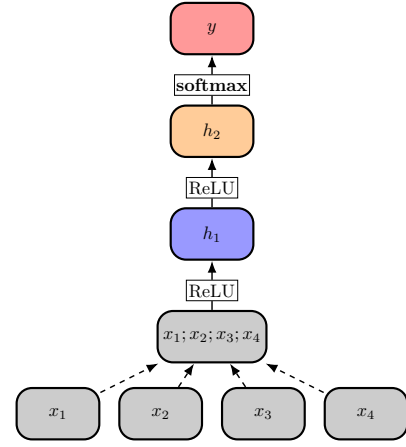 y
softmax
h₂
ReLU
h₁
ReLU
x₁; x₂; x₃; x₄
x₁ x₂ x₃ x₄